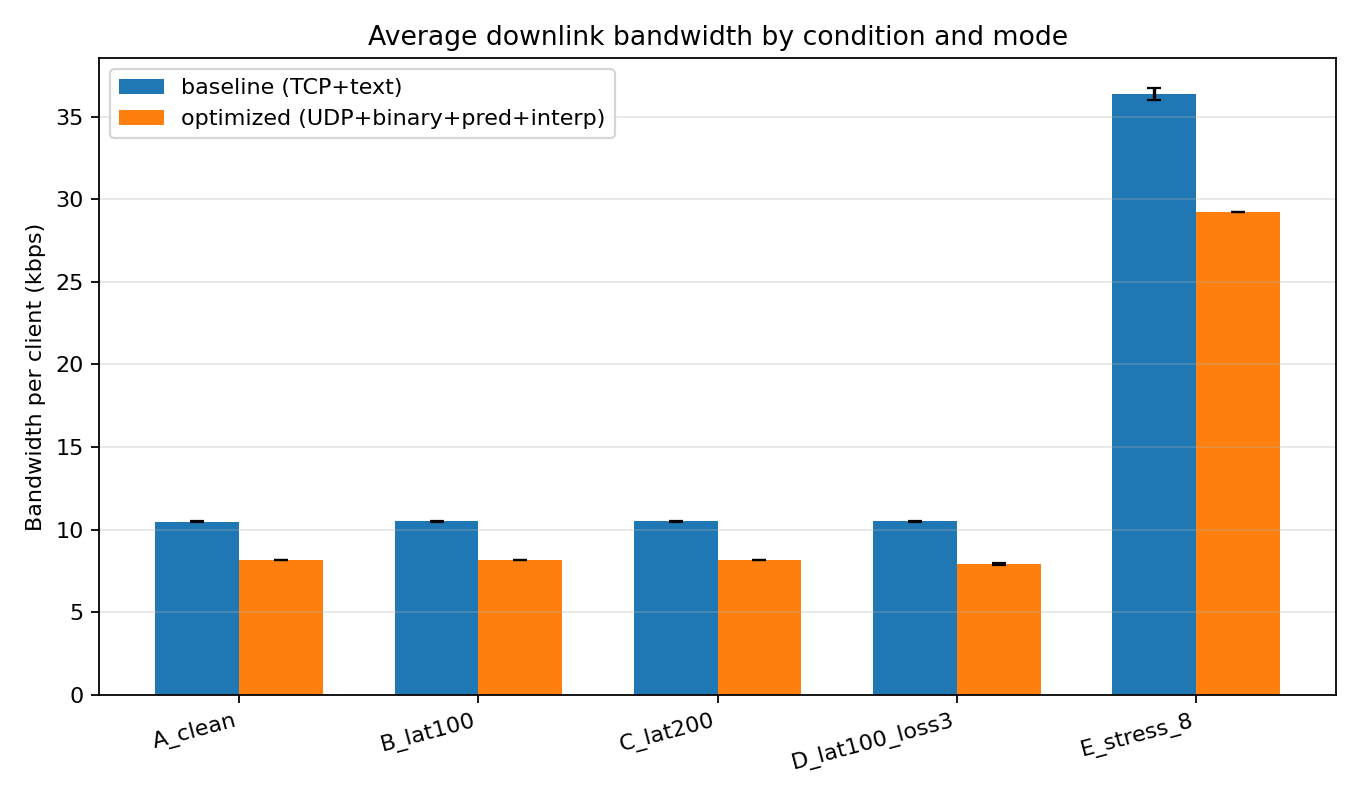 Average downlink bandwidth by condition and mode
baseline (TCP+text)
optimized (UDP+binary+pred+interp)
Bandwidth per client (kbps)
35
30
25
20
15
10
5
0
A_clean
B_lat100
C_lat200
D_lat100_loss3
E_stress_8